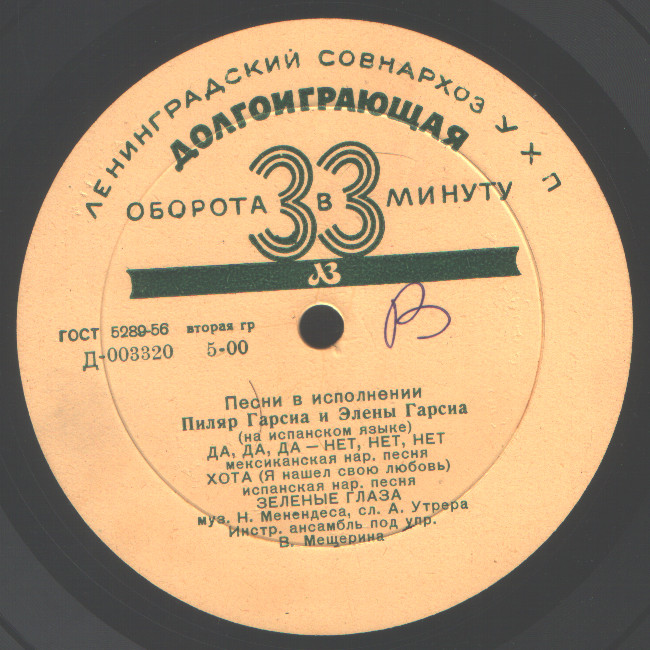 ЛЕНИНГРАДСКИЙ СОВНАРХОЗ УХП
ДОЛГОИГРАЮЩАЯ
ОБОРОТА 33 В МИНУТУ
ЛЗ
В
ГОСТ 5289-56 вторая гр
Д-003320 5-00
Песни в исполнении
Пиляр Гарсиа и Элены Гарсиа
(на испанском языке)
ДА, ДА, ДА — НЕТ, НЕТ, НЕТ
мексиканская нар. песня
ХОТА (Я нашел свою любовь)
испанская нар. песня
ЗЕЛЕНЫЕ ГЛАЗА
муз. Н. Менендеса, сл. А. Утрера
Инстр. ансамбль под упр.
В. Мещерина